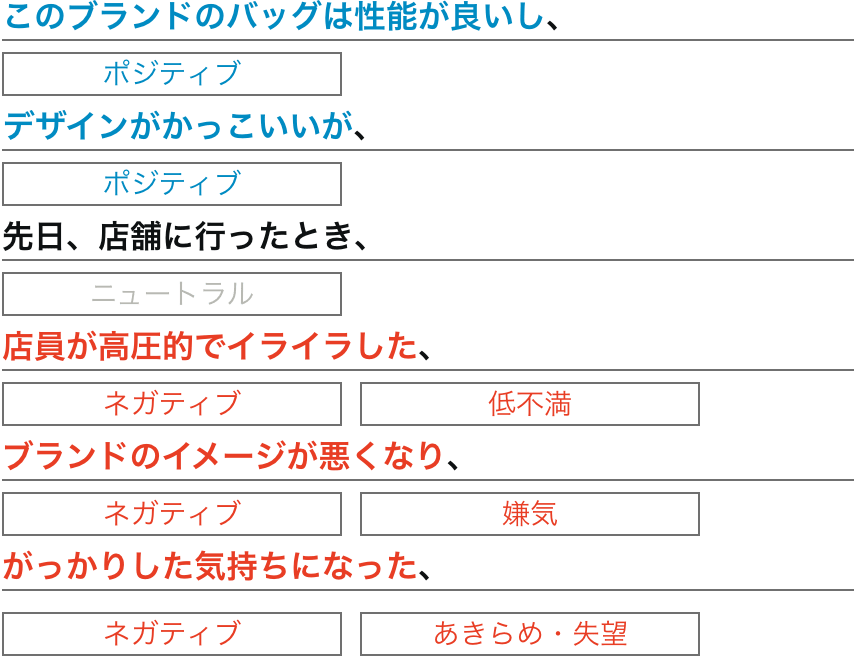 このブランドのバッグは性能が良いし、
ポジティブ
デザインがかっこいいが、
ポジティブ
先日、店舗に行ったとき、
ニュートラル
店員が高圧的でイライラした、
ネガティブ 低不満
ブランドのイメージが悪くなり、
ネガティブ 嫌気
がっかりした気持ちになった、
ネガティブ あきらめ・失望